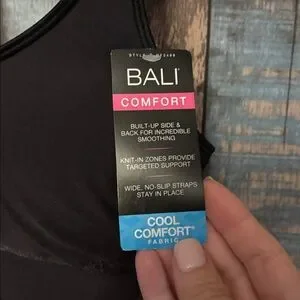 BALI
COMFORT
BUILT-UP SIDE &
BACK FOR INCREDIBLE
SMOOTHING
KNIT-IN ZONES PROVIDE
TARGETED SUPPORT
WIDE, NO-SLIP STRAPS
STAY IN PLACE
COOL
COMFORT®
FABRIC